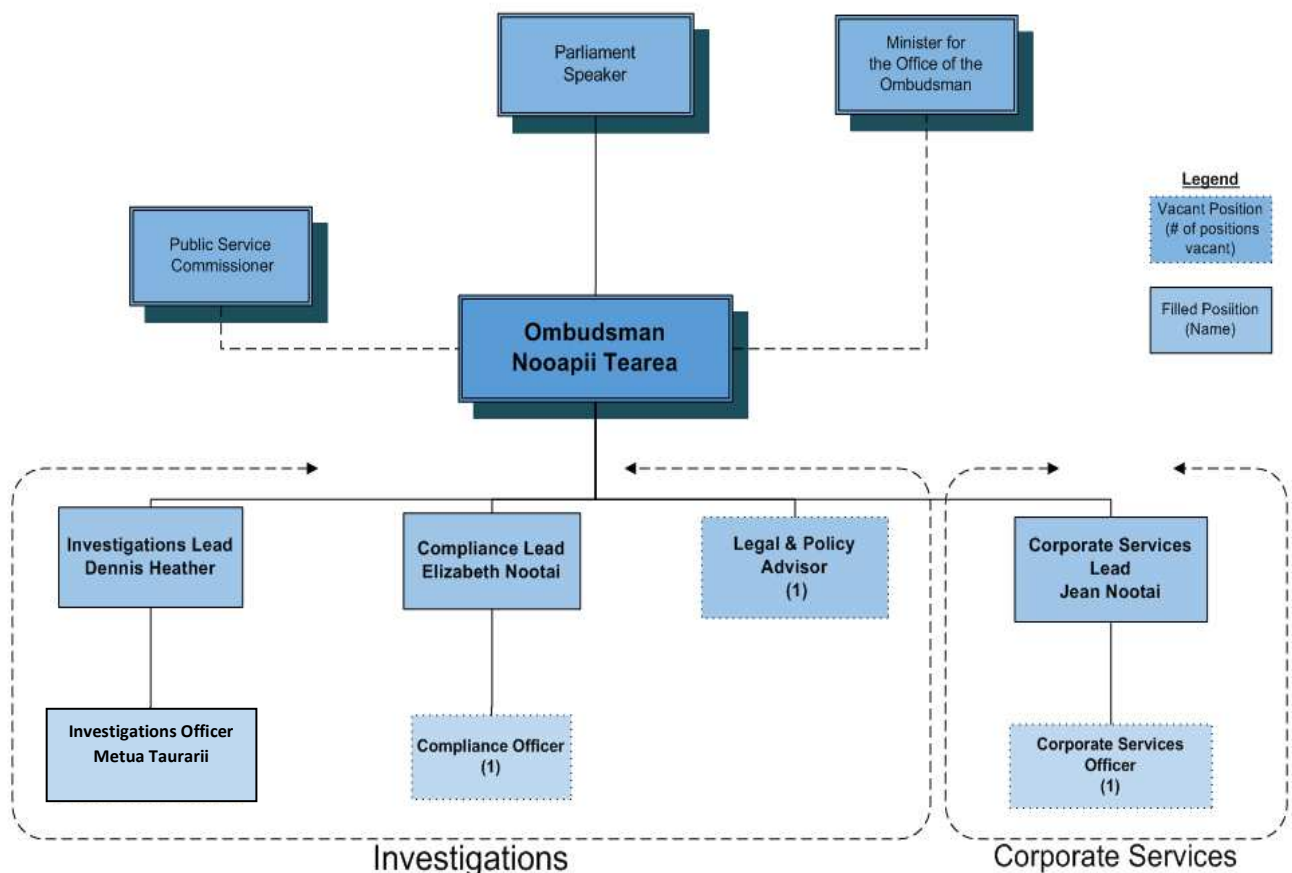 Parliament
Speaker
Minister for
the Office of the
Ombudsman
Public Service
Commissioner
Legend
Vacant Position
(# of positions
vacant)
Filled Posiition
(Name)
Ombudsman
Nooapii Tearea
Investigations Lead
Dennis Heather
Compliance Lead
Elizabeth Nootai
Legal & Policy
Advisor
(1)
Corporate Services
Lead
Jean Nootai
Investigations Officer
Metua Taurarii
Compliance Officer
(1)
Corporate Services
Officer
(1)
Investigations
Corporate Services